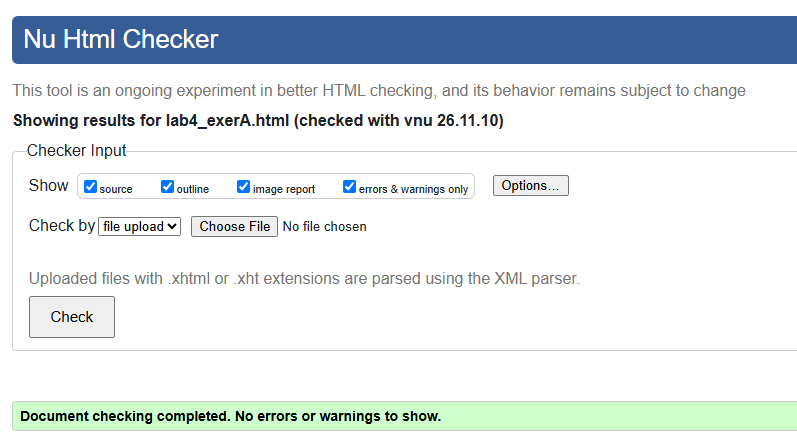 Nu Html Checker
This tool is an ongoing experiment in better HTML checking, and its behavior remains subject to change
Showing results for lab4_exerA.html (checked with vnu 26.11.10)
Checker Input
Show source outline image report errors & warnings only Options...
Check by file upload Choose File No file chosen
Uploaded files with .xhtml or .xht extensions are parsed using the XML parser.
Check
Document checking completed. No errors or warnings to show.